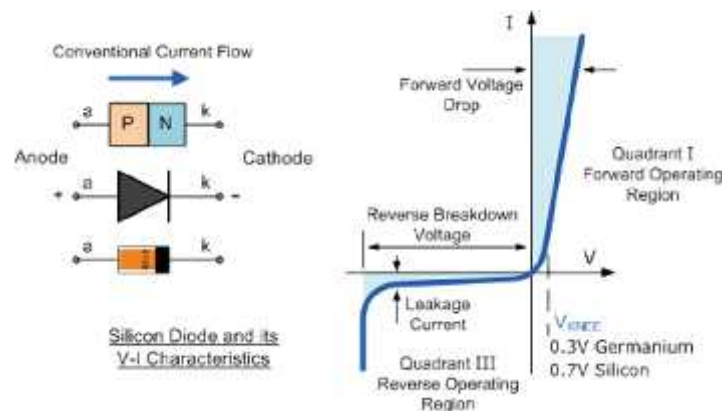 Conventional Current Flow
a
P
N
k
Anode
Cathode
+
a
k
-
a
k
Silicon Diode and its
V-I Characteristics
I
Forward Voltage
Drop
Quadrant I
Forward Operating
Region
Reverse Breakdown
Voltage
V
Leakage
Current
VKNEE
0.3V Germanium
0.7V Silicon
Quadrant III
Reverse Operating
Region